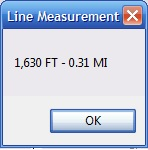 Line Measurement
1,630 FT - 0.31 MI
OK